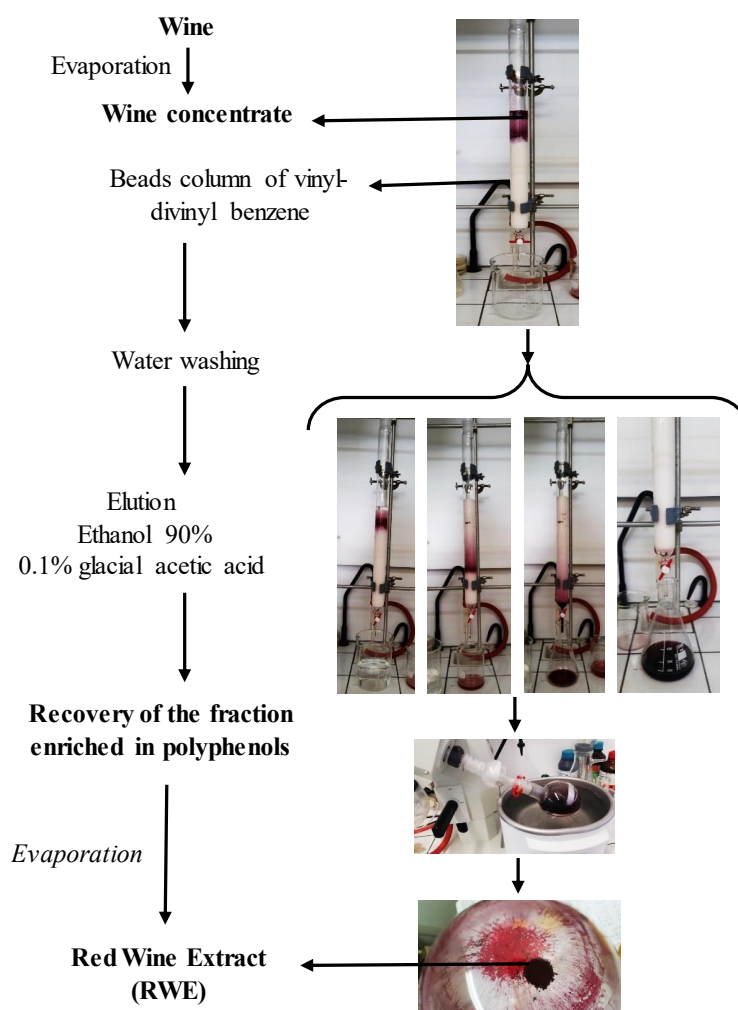 Wine
Evaporation
Wine concentrate
Beads column of vinyl-
divinyl benzene
Water washing
Elution
Ethanol 90%
0.1% glacial acetic acid
Recovery of the fraction
enriched in polyphenols
Evaporation
Red Wine Extract
(RWE)